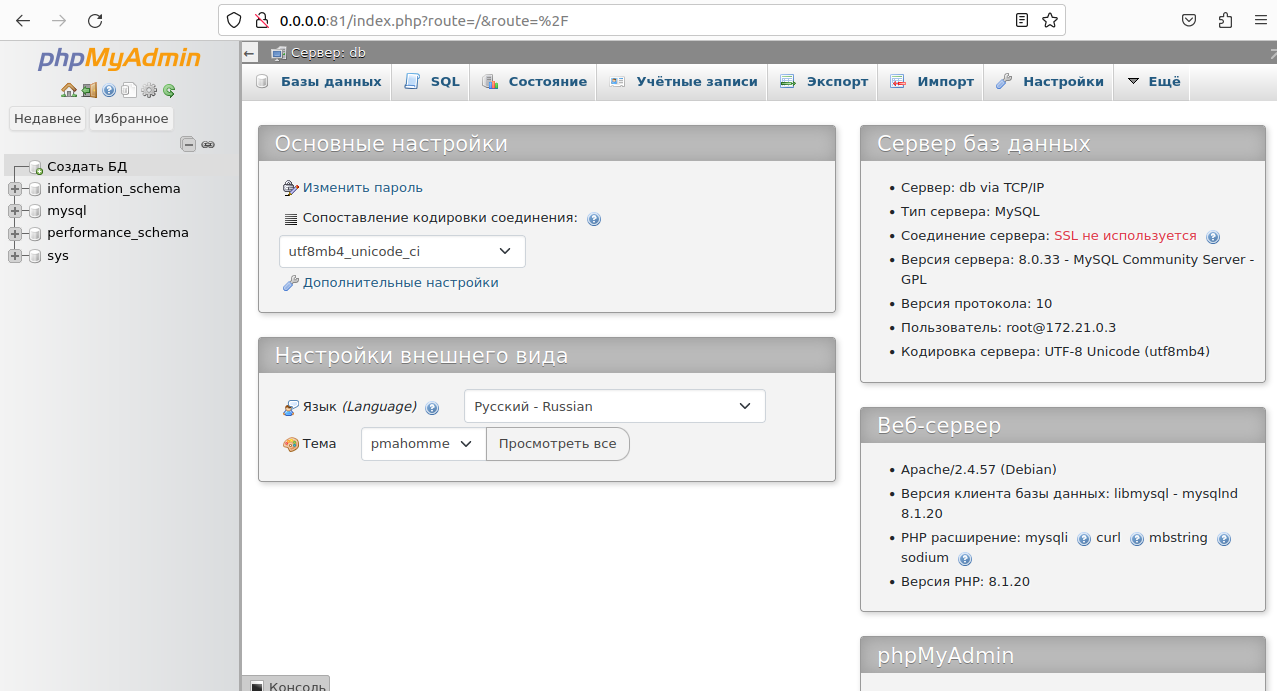 0.0.0.0:81/index.php?route=/&route=%2F
phpMyAdmin
Недавнее Избранное
Создать БД
information_schema
mysql
performance_schema
sys
Сервер: db
Базы данных SQL Состояние Учётные записи Экспорт Импорт Настройки Ещё
Основные настройки
Изменить пароль
Сопоставление кодировки соединения:
utf8mb4_unicode_ci
Дополнительные настройки
Настройки внешнего вида
Язык (Language) Русский - Russian
Тема pmahomme Просмотреть все
Сервер баз данных
• Сервер: db via TCP/IP
• Тип сервера: MySQL
• Соединение сервера: SSL не используется
• Версия сервера: 8.0.33 - MySQL Community Server -
GPL
• Версия протокола: 10
• Пользователь: root@172.21.0.3
• Кодировка сервера: UTF-8 Unicode (utf8mb4)
Веб-сервер
• Apache/2.4.57 (Debian)
• Версия клиента базы данных: libmysql - mysqlnd
8.1.20
• PHP расширение: mysqli curl mbstring
sodium
• Версия PHP: 8.1.20
phpMyAdmin
Консоль